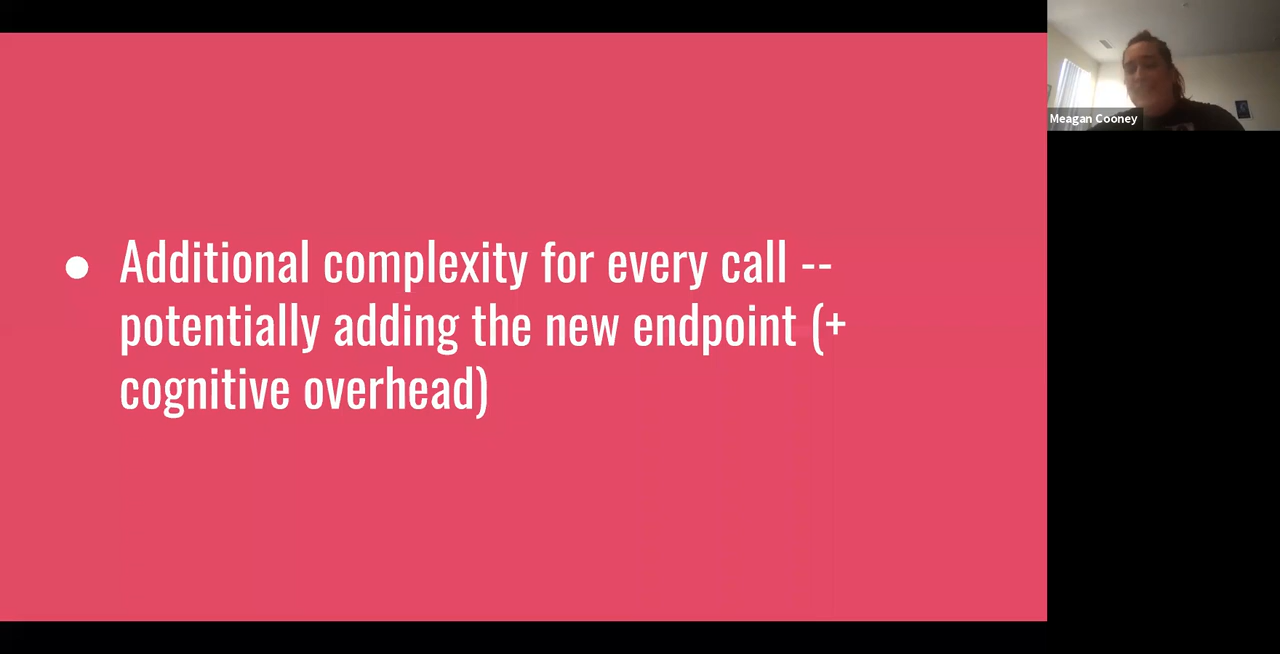 Meagan Cooney
● Additional complexity for every call --
potentially adding the new endpoint (+
cognitive overhead)